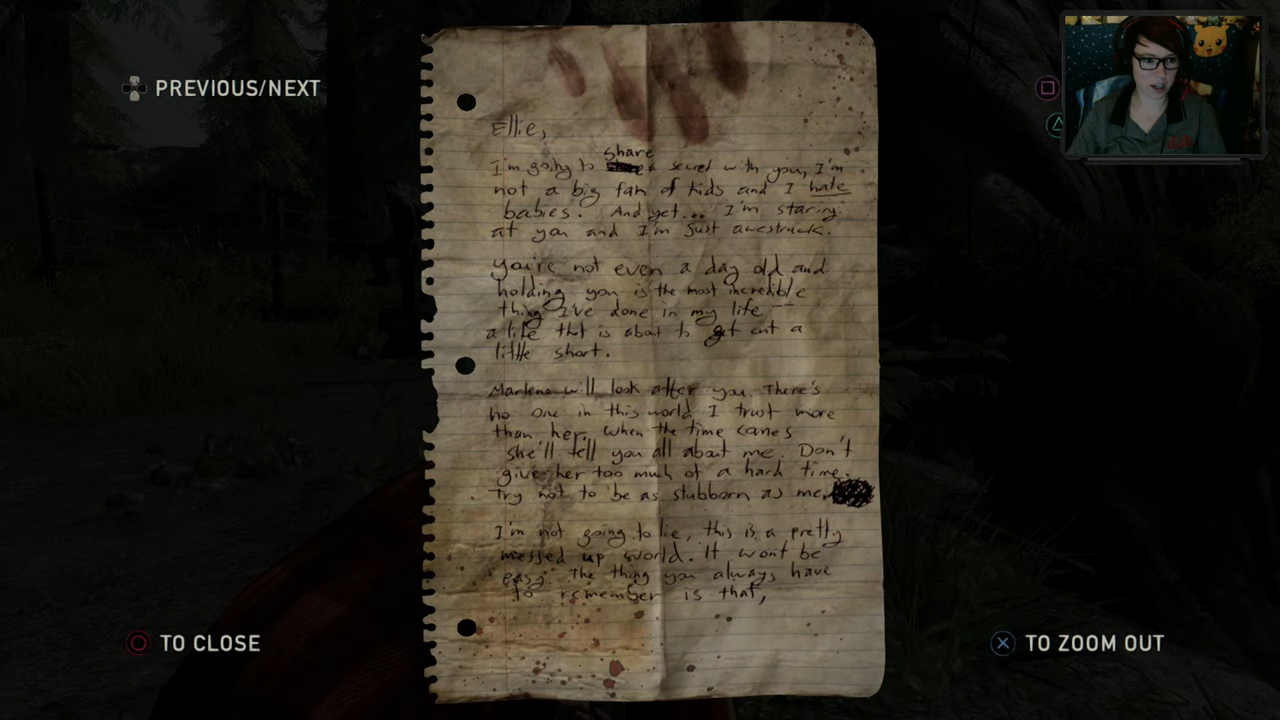 PREVIOUS/NEXT
Ellie,
share
I'm going to a secret with you, I'm
not a big fan of kids and I hate
babies. And yet... I'm staring
at you and I'm just awestruck.
You're not even a day old and
holding you is the most incredible
thing I've done in my life --
a life that is about to get cut a
little short.
Marlene will look after you. There's
no one in this world I trust more
than her. When the time comes
she'll tell you all about me. Don't
give her too much of a hard time.
Try not to be as stubborn as me.
I'm not going to lie, this is a pretty
messed up world. It wont be
easy. The thing you always have
to remember is that,
TO CLOSE
TO ZOOM OUT